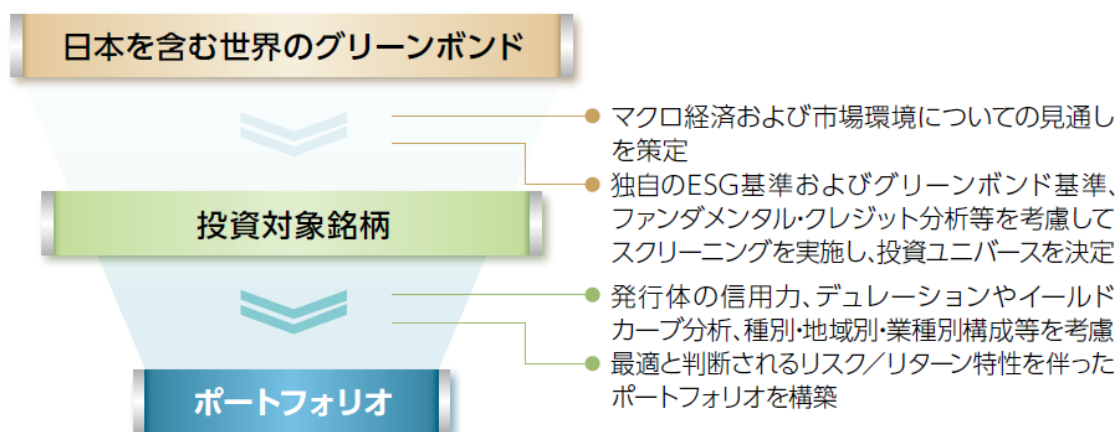 日本を含む世界のグリーンボンド
マクロ経済および市場環境についての見通し
を策定
独自のESG基準およびグリーンボンド基準、
ファンダメンタル・クレジット分析等を考慮して
スクリーニングを実施し、投資ユニバースを決定
投資対象銘柄
発行体の信用力、デュレーションやイールド
カーブ分析、種別・地域別・業種別構成等を考慮
最適と判断されるリスク／リターン特性を伴った
ポートフォリオを構築
ポートフォリオ